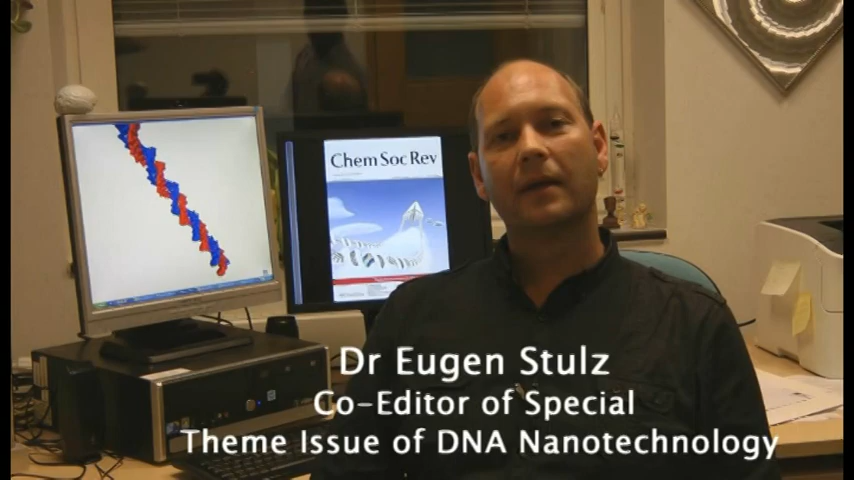 Chem Soc Rev
Dr Eugen Stulz
Co-Editor of Special
Theme Issue of DNA Nanotechnology